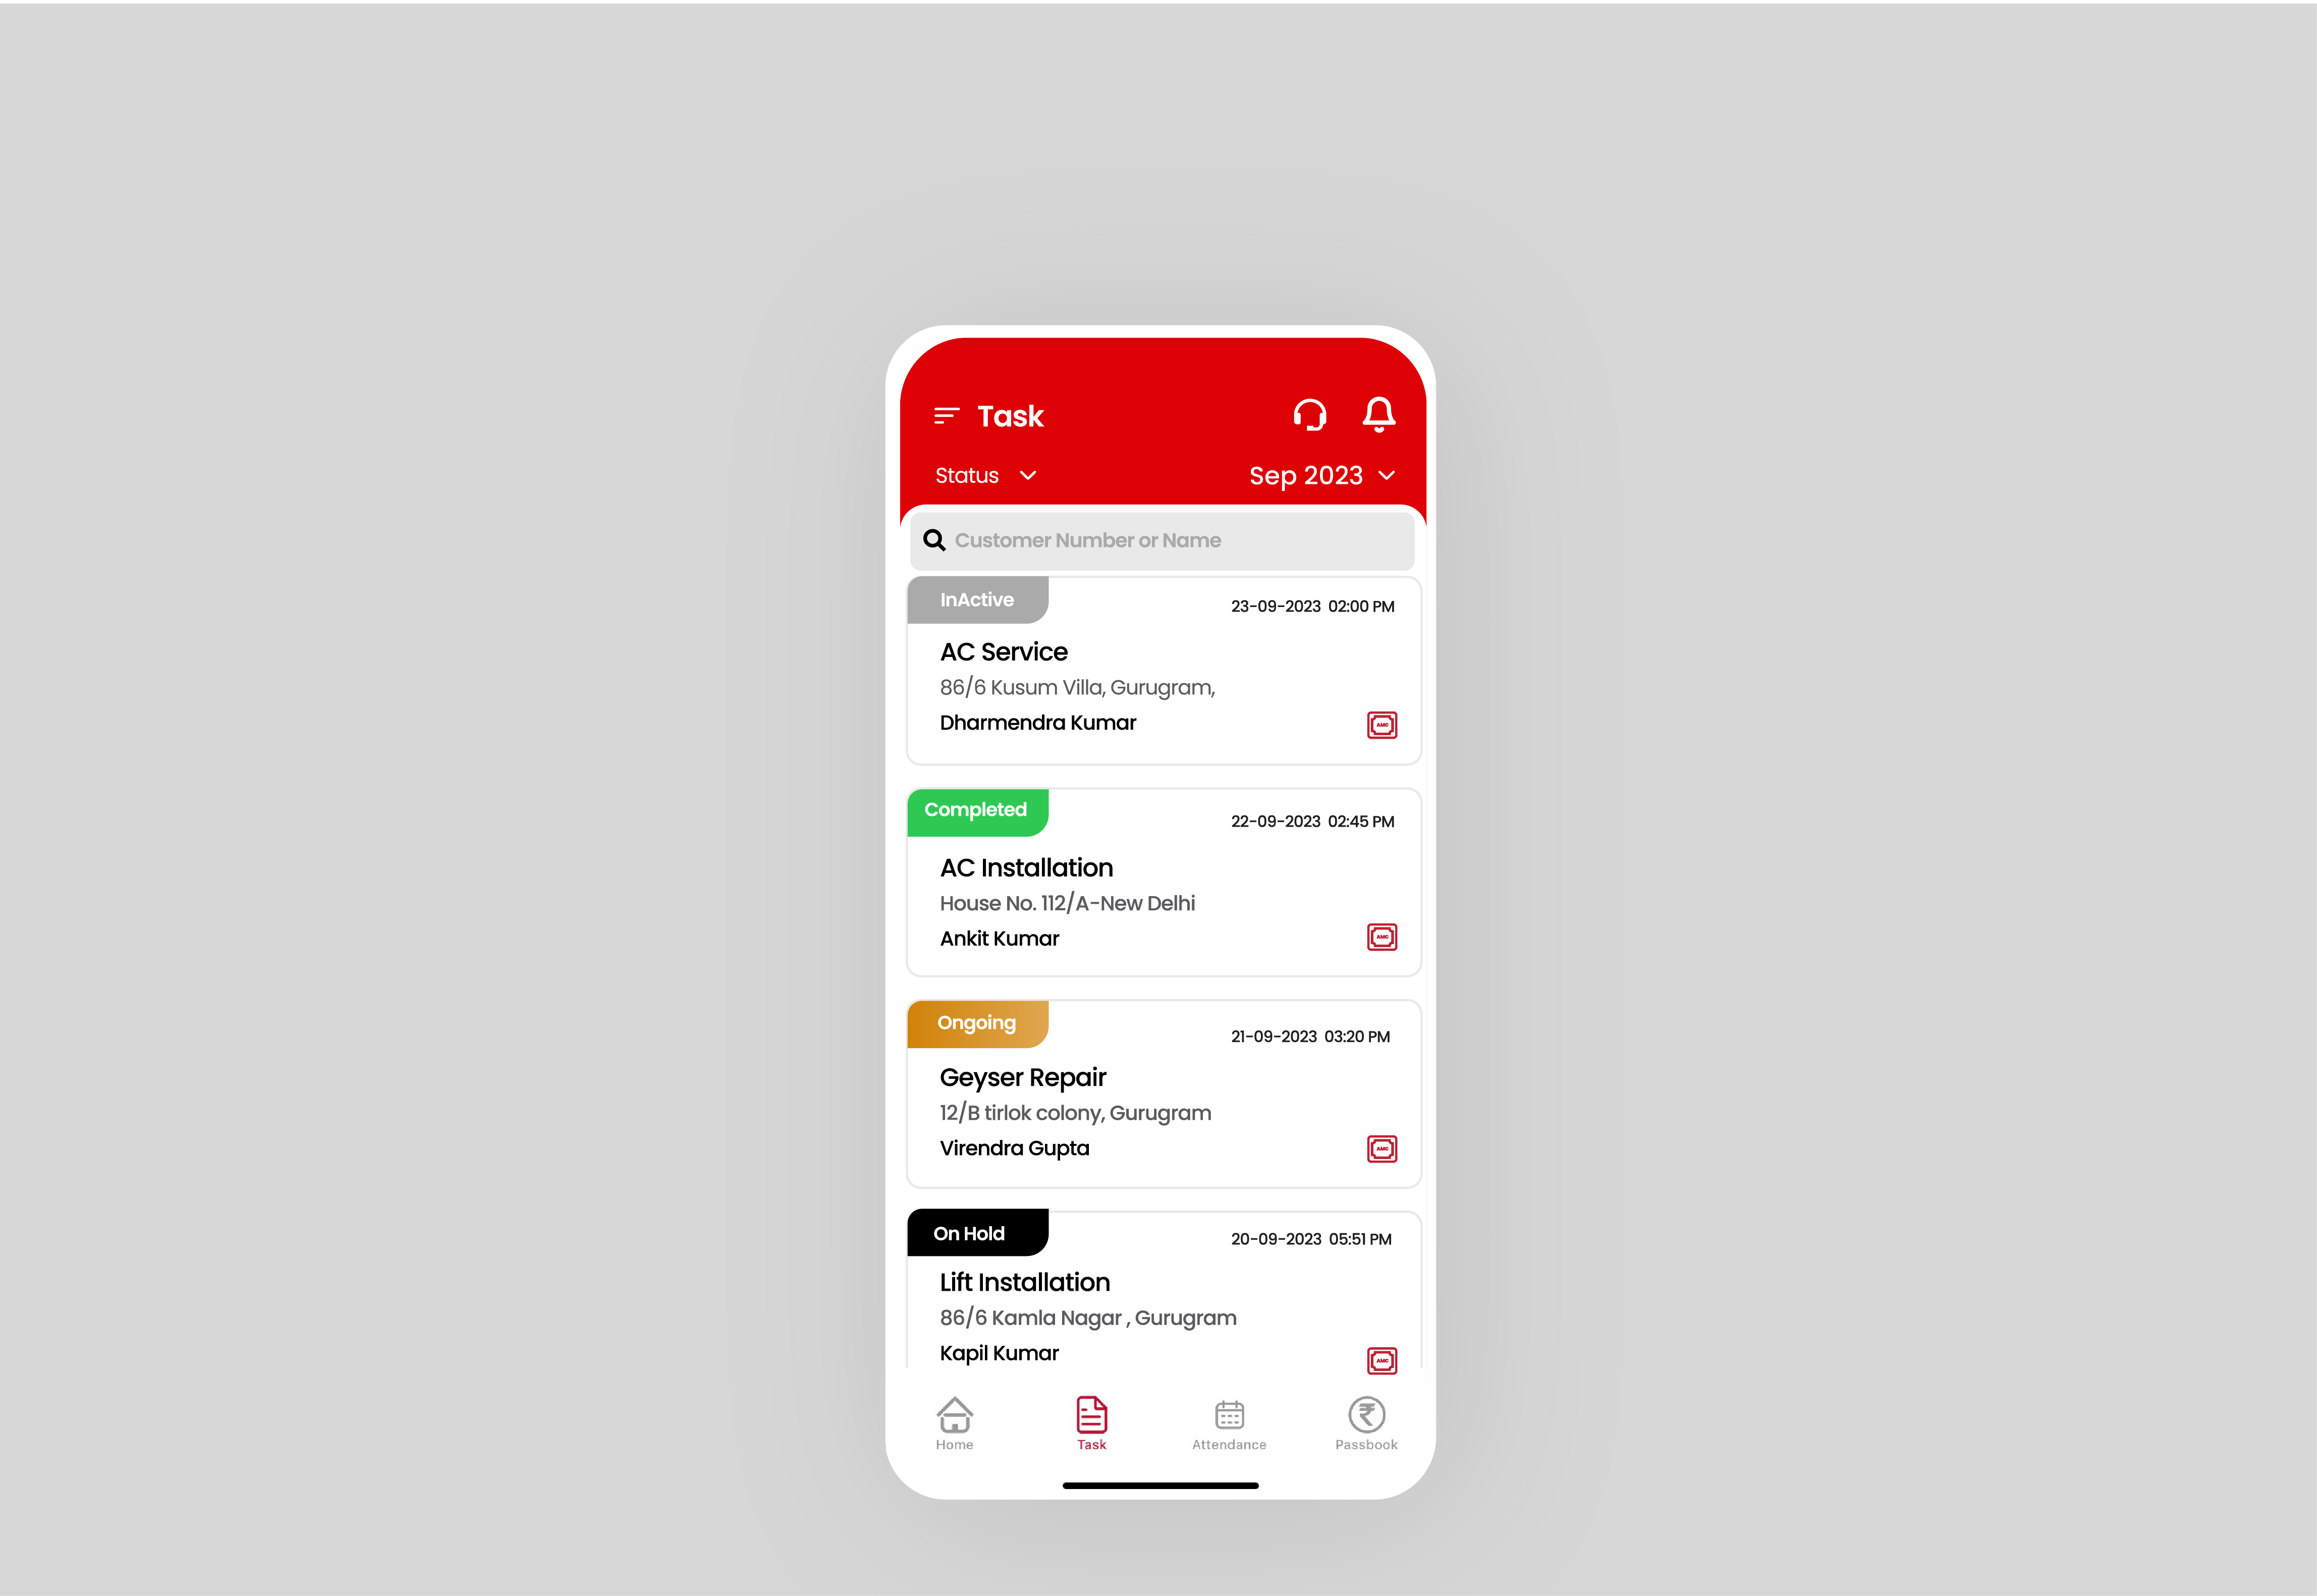 Task
Status
Sep 2023
Customer Number or Name
InActive
23-09-2023 02:00 PM
AC Service
86/6 Kusum Villa, Gurugram,
Dharmendra Kumar
AMC
Completed
22-09-2023 02:45 PM
AC Installation
House No. 112/A-New Delhi
Ankit Kumar
AMC
Ongoing
21-09-2023 03:20 PM
Geyser Repair
12/B tirlok colony, Gurugram
Virendra Gupta
AMC
On Hold
20-09-2023 05:51 PM
Lift Installation
86/6 Kamla Nagar , Gurugram
Kapil Kumar
AMC
Home
Task
Attendance
₹
Passbook